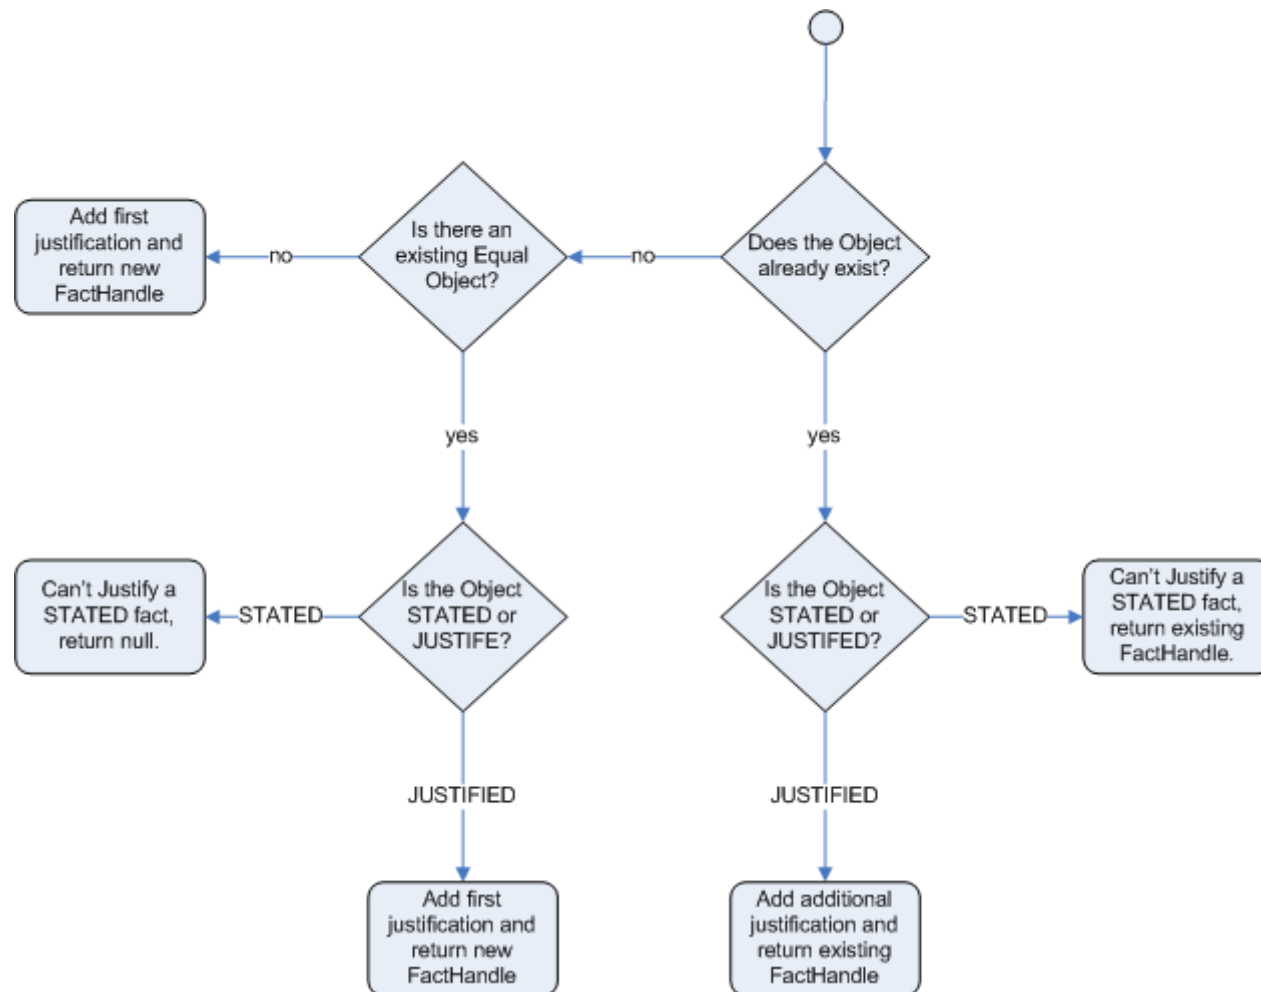 Add first
justification and
return new
FactHandle
no
Is there an
existing Equal
Object?
no
Does the Object
already exist?
yes
yes
Can't Justify a
STATED fact,
return null.
STATED
Is the Object
STATED or
JUSTIFE?
Is the Object
STATED or
JUSTIFED?
STATED
Can't Justify a
STATED fact,
return existing
FactHandle.
JUSTIFIED
JUSTIFIED
Add first
justification and
return new
FactHandle
Add additional
justification and
return existing
FactHandle